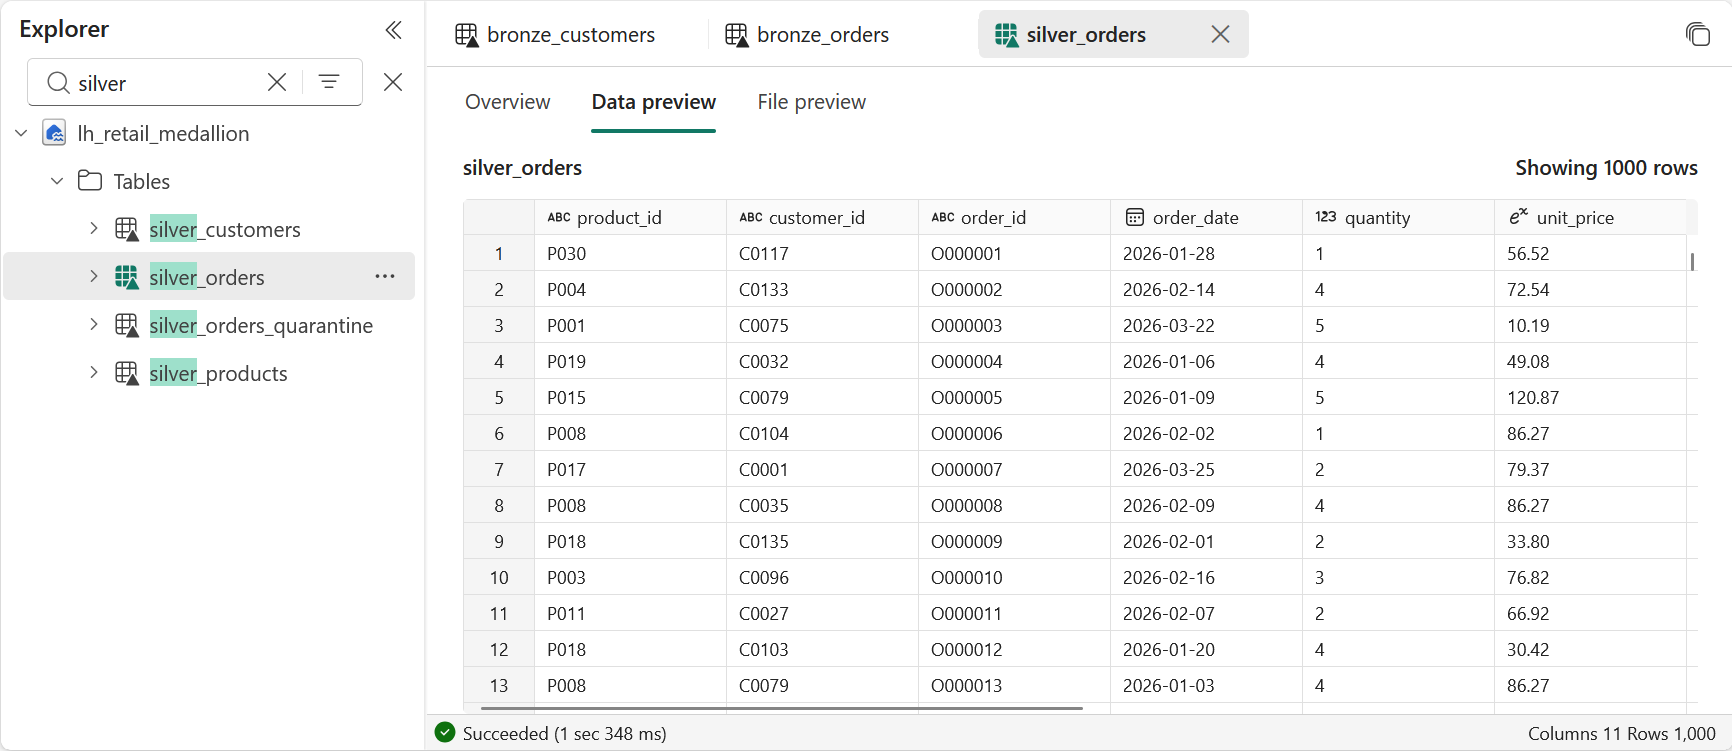 Explorer
silver
lh_retail_medallion
Tables
silver_customers
silver_orders
silver_orders_quarantine
silver_products
bronze_customers bronze_orders silver_orders
Overview Data preview File preview
silver_orders Showing 1000 rows
ABC product_id ABC customer_id ABC order_id order_date 123 quantity eˣ unit_price
1 P030 C0117 O000001 2026-01-28 1 56.52
2 P004 C0133 O000002 2026-02-14 4 72.54
3 P001 C0075 O000003 2026-03-22 5 10.19
4 P019 C0032 O000004 2026-01-06 4 49.08
5 P015 C0079 O000005 2026-01-09 5 120.87
6 P008 C0104 O000006 2026-02-02 1 86.27
7 P017 C0001 O000007 2026-03-25 2 79.37
8 P008 C0035 O000008 2026-02-09 4 86.27
9 P018 C0135 O000009 2026-02-01 2 33.80
10 P003 C0096 O000010 2026-02-16 3 76.82
11 P011 C0027 O000011 2026-02-07 2 66.92
12 P018 C0103 O000012 2026-01-20 4 30.42
13 P008 C0079 O000013 2026-01-03 4 86.27
Succeeded (1 sec 348 ms) Columns 11 Rows 1,000